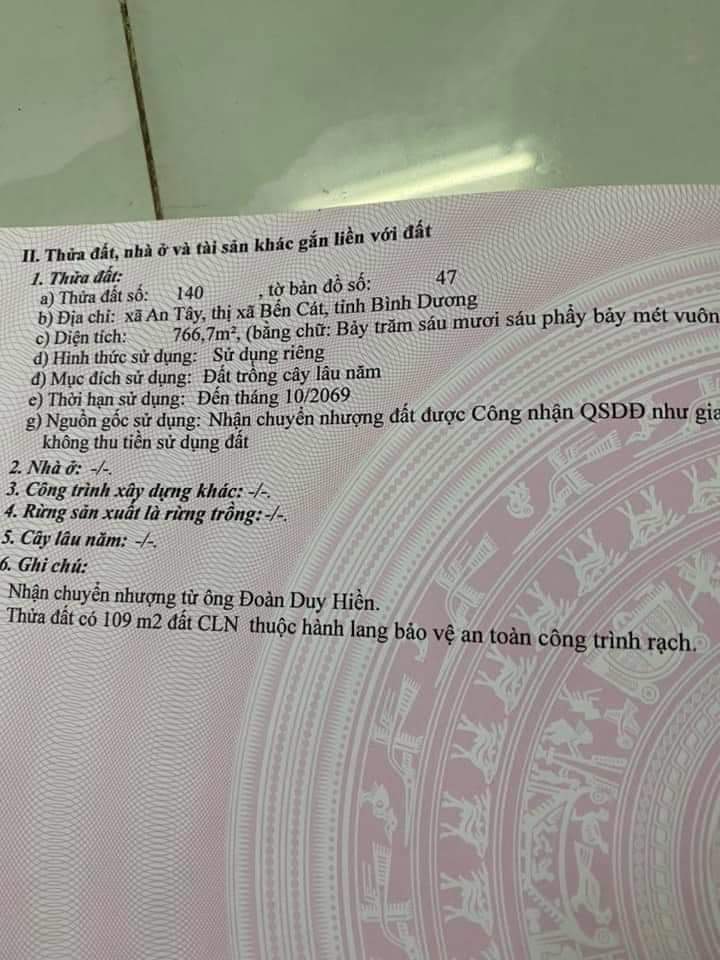 II. Thửa đất, nhà ở và tài sản khác gắn liền với đất
1. Thửa đất:
a) Thửa đất số: 140 , tờ bản đồ số: 47
b) Địa chỉ: xã An Tây, thị xã Bến Cát, tỉnh Bình Dương
c) Diện tích: 766,7m², (bằng chữ: Bảy trăm sáu mươi sáu phẩy bảy mét vuôn
d) Hình thức sử dụng: Sử dụng riêng
đ) Mục đích sử dụng: Đất trồng cây lâu năm
e) Thời hạn sử dụng: Đến tháng 10/2069
g) Nguồn gốc sử dụng: Nhận chuyển nhượng đất được Công nhận QSDĐ như gia
không thu tiền sử dụng đất
2. Nhà ở: -/-.
3. Công trình xây dựng khác: -/-.
4. Rừng sản xuất là rừng trồng: -/-.
5. Cây lâu năm: -/-.
6. Ghi chú:
Nhận chuyển nhượng từ ông Đoàn Duy Hiền.
Thửa đất có 109 m2 đất CLN thuộc hành lang bảo vệ an toàn công trình rạch.